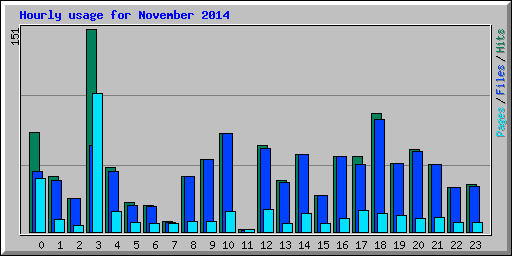 Hourly usage for November 2014
151
Pages / Files / Hits
0 1 2 3 4 5 6 7 8 9 10 11 12 13 14 15 16 17 18 19 20 21 22 23